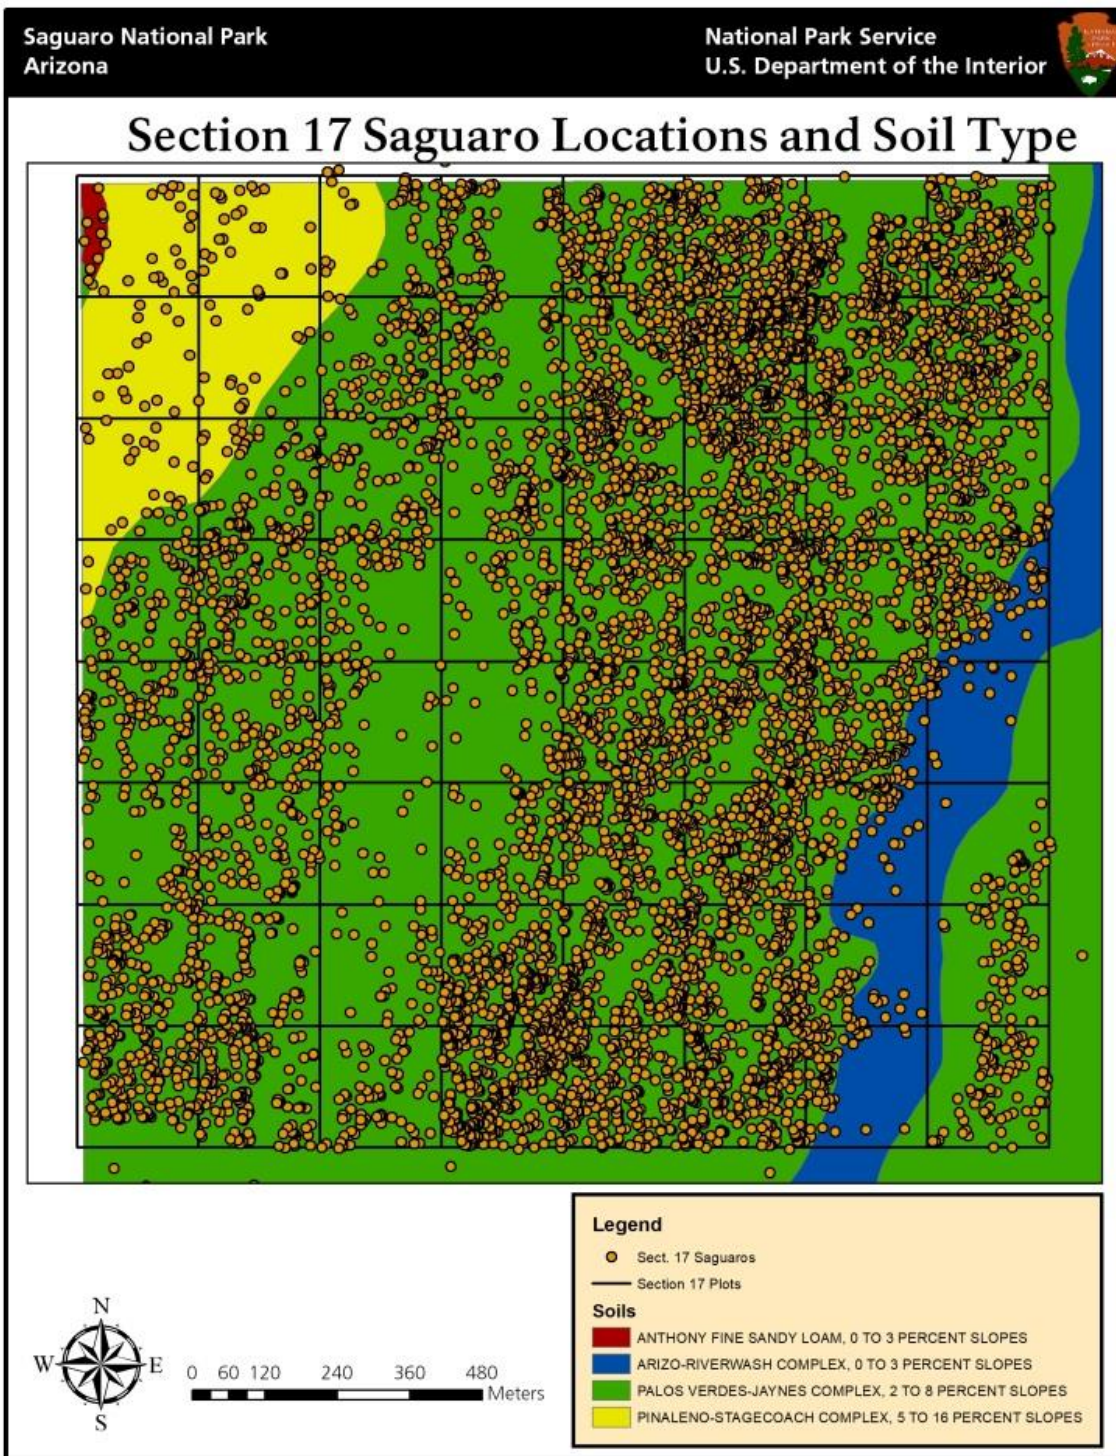 Saguaro National Park
Arizona
National Park Service
U.S. Department of the Interior
Section 17 Saguaro Locations and Soil Type
Legend
Sect. 17 Saguaros
Section 17 Plots
Soils
ANTHONY FINE SANDY LOAM, 0 TO 3 PERCENT SLOPES
ARIZO-RIVERWASH COMPLEX, 0 TO 3 PERCENT SLOPES
PALOS VERDES-JAYNES COMPLEX, 2 TO 8 PERCENT SLOPES
PINALENO-STAGECOACH COMPLEX, 5 TO 16 PERCENT SLOPES
N
W E
S
0 60 120 240 360 480
Meters